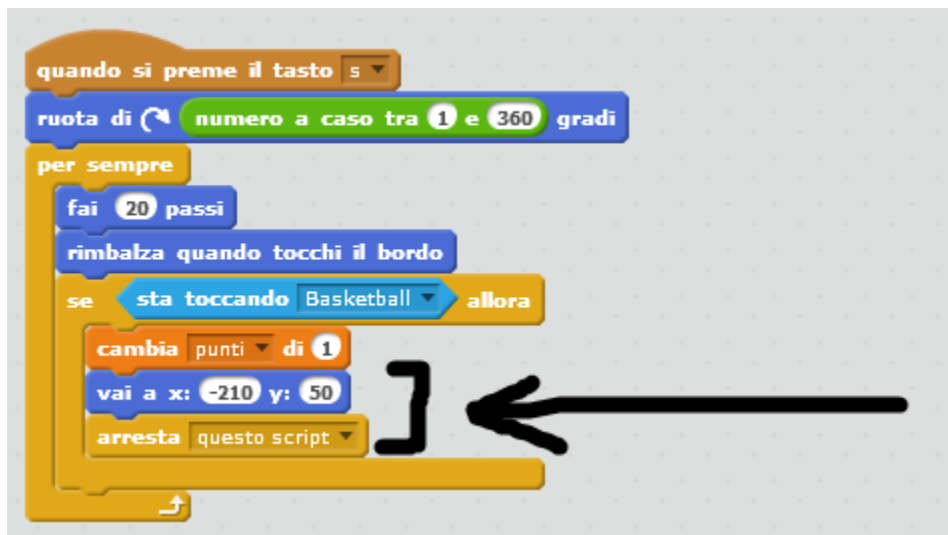 quando si preme il tasto s
ruota di numero a caso tra 1 e 360 gradi
per sempre
fai 20 passi
rimbalza quando tocchi il bordo
se sta toccando Basketball allora
cambia punti di 1
vai a x: -210 y: 50
arresta questo script